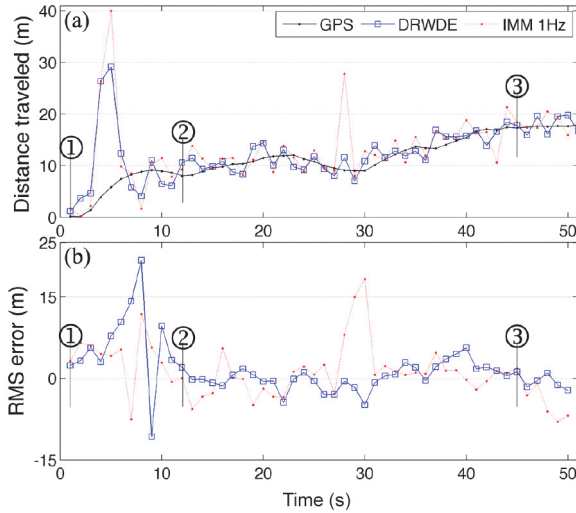 (a)
GPS DRWDE IMM 1Hz
Distance traveled (m)
40
30
20
10
0
① ② ③
(b)
RMS error (m)
25
15
5
0
-15
① ② ③
0 10 20 30 40 50
Time (s)